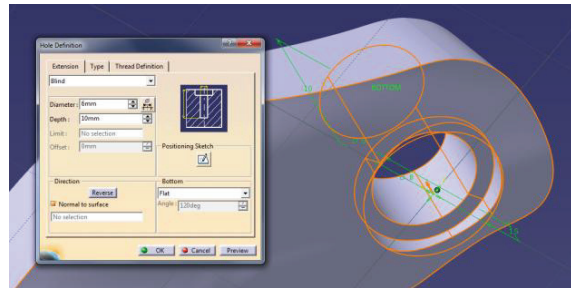 Hole Definition
Extension Type Thread Definition
Blind
Diameter: 8mm
Depth: 10mm
Limit: No selection
Offset: 0mm
Positioning Sketch
Direction
Reverse
Normal to surface
No selection
Bottom
Flat
Angle: 120deg
OK Cancel Preview
10
BOTTOM